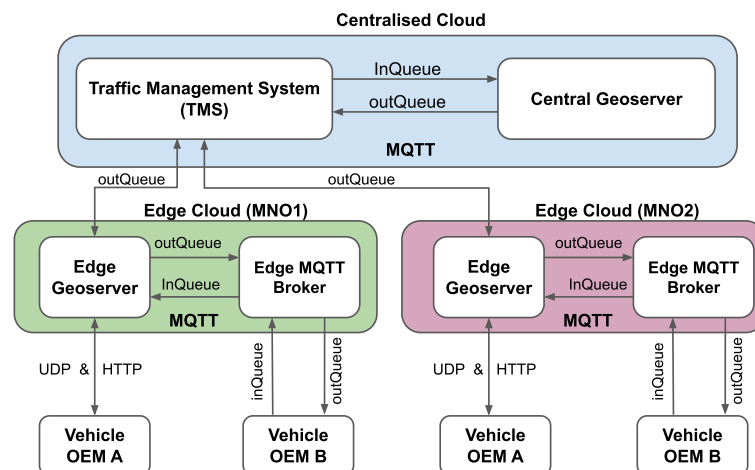 Centralised Cloud
Traffic Management System
(TMS)
InQueue
outQueue
Central Geoserver
MQTT
outQueue
outQueue
Edge Cloud (MNO1)
Edge
Geoserver
outQueue
InQueue
Edge MQTT
Broker
MQTT
Edge Cloud (MNO2)
Edge
Geoserver
outQueue
InQueue
Edge MQTT
Broker
MQTT
UDP & HTTP
inQueue
outQueue
UDP & HTTP
inQueue
outQueue
Vehicle
OEM A
Vehicle
OEM B
Vehicle
OEM A
Vehicle
OEM B